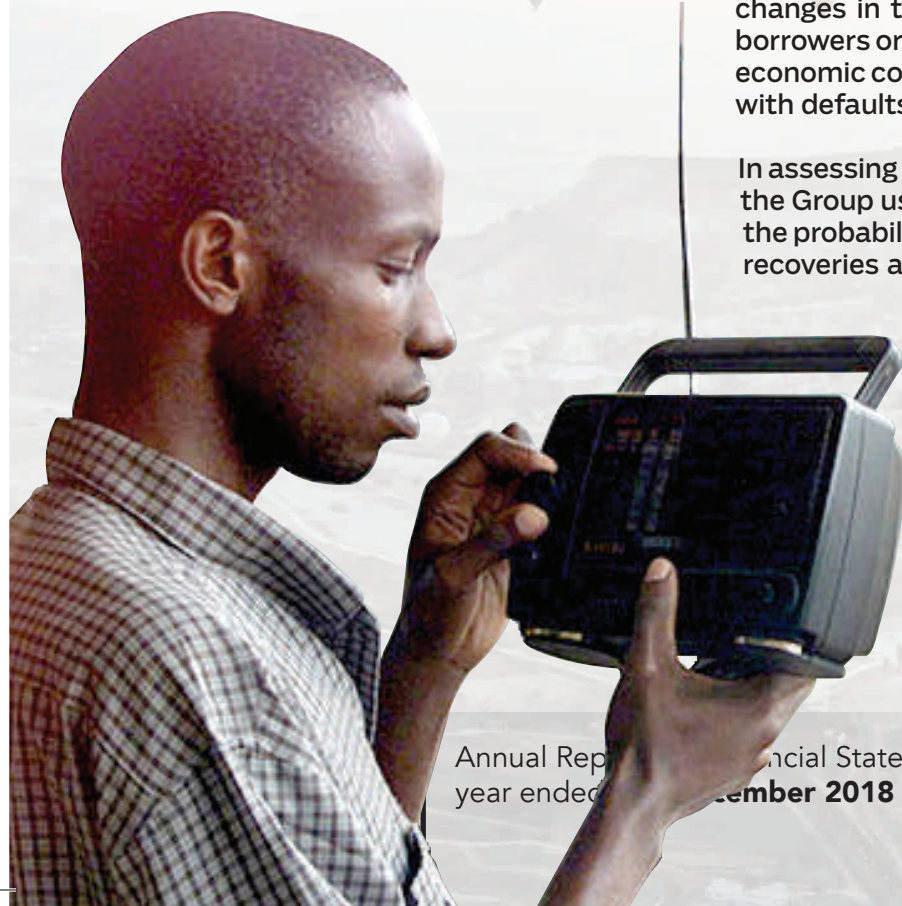 changes in t
borrowers or
economic co
with defaults
In assessing
the Group us
the probabil
recoveries a
Annual Rep ncial State
year ended cember 2018